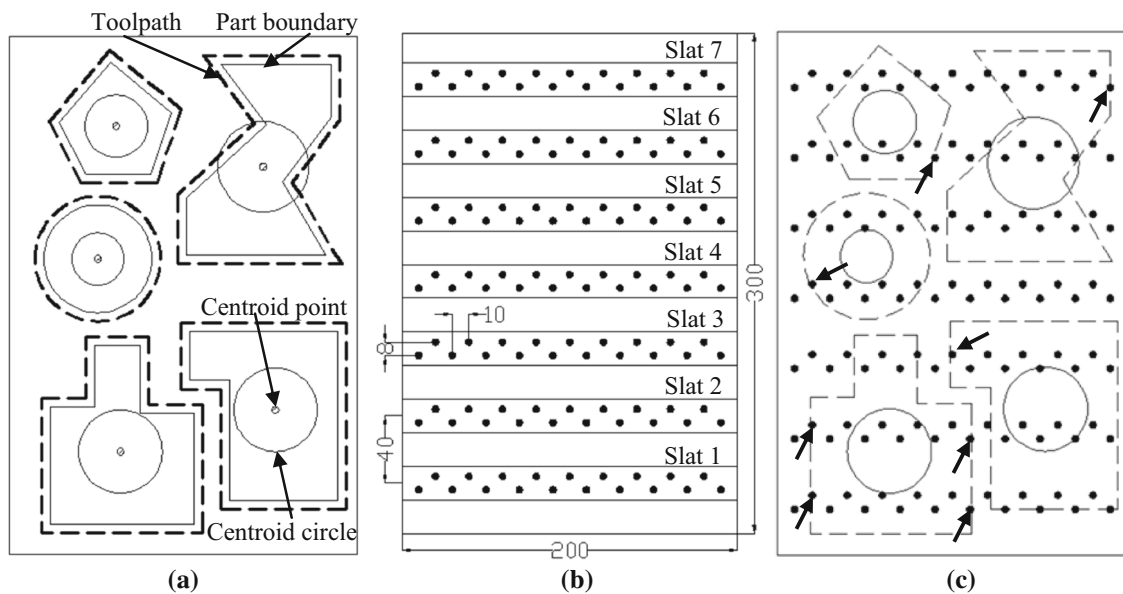 Toolpath
Part boundary
Centroid point
Centroid circle
(a)
Slat 7
Slat 6
Slat 5
Slat 4
Slat 3
Slat 2
Slat 1
10
8
40
300
200
(b)
(c)